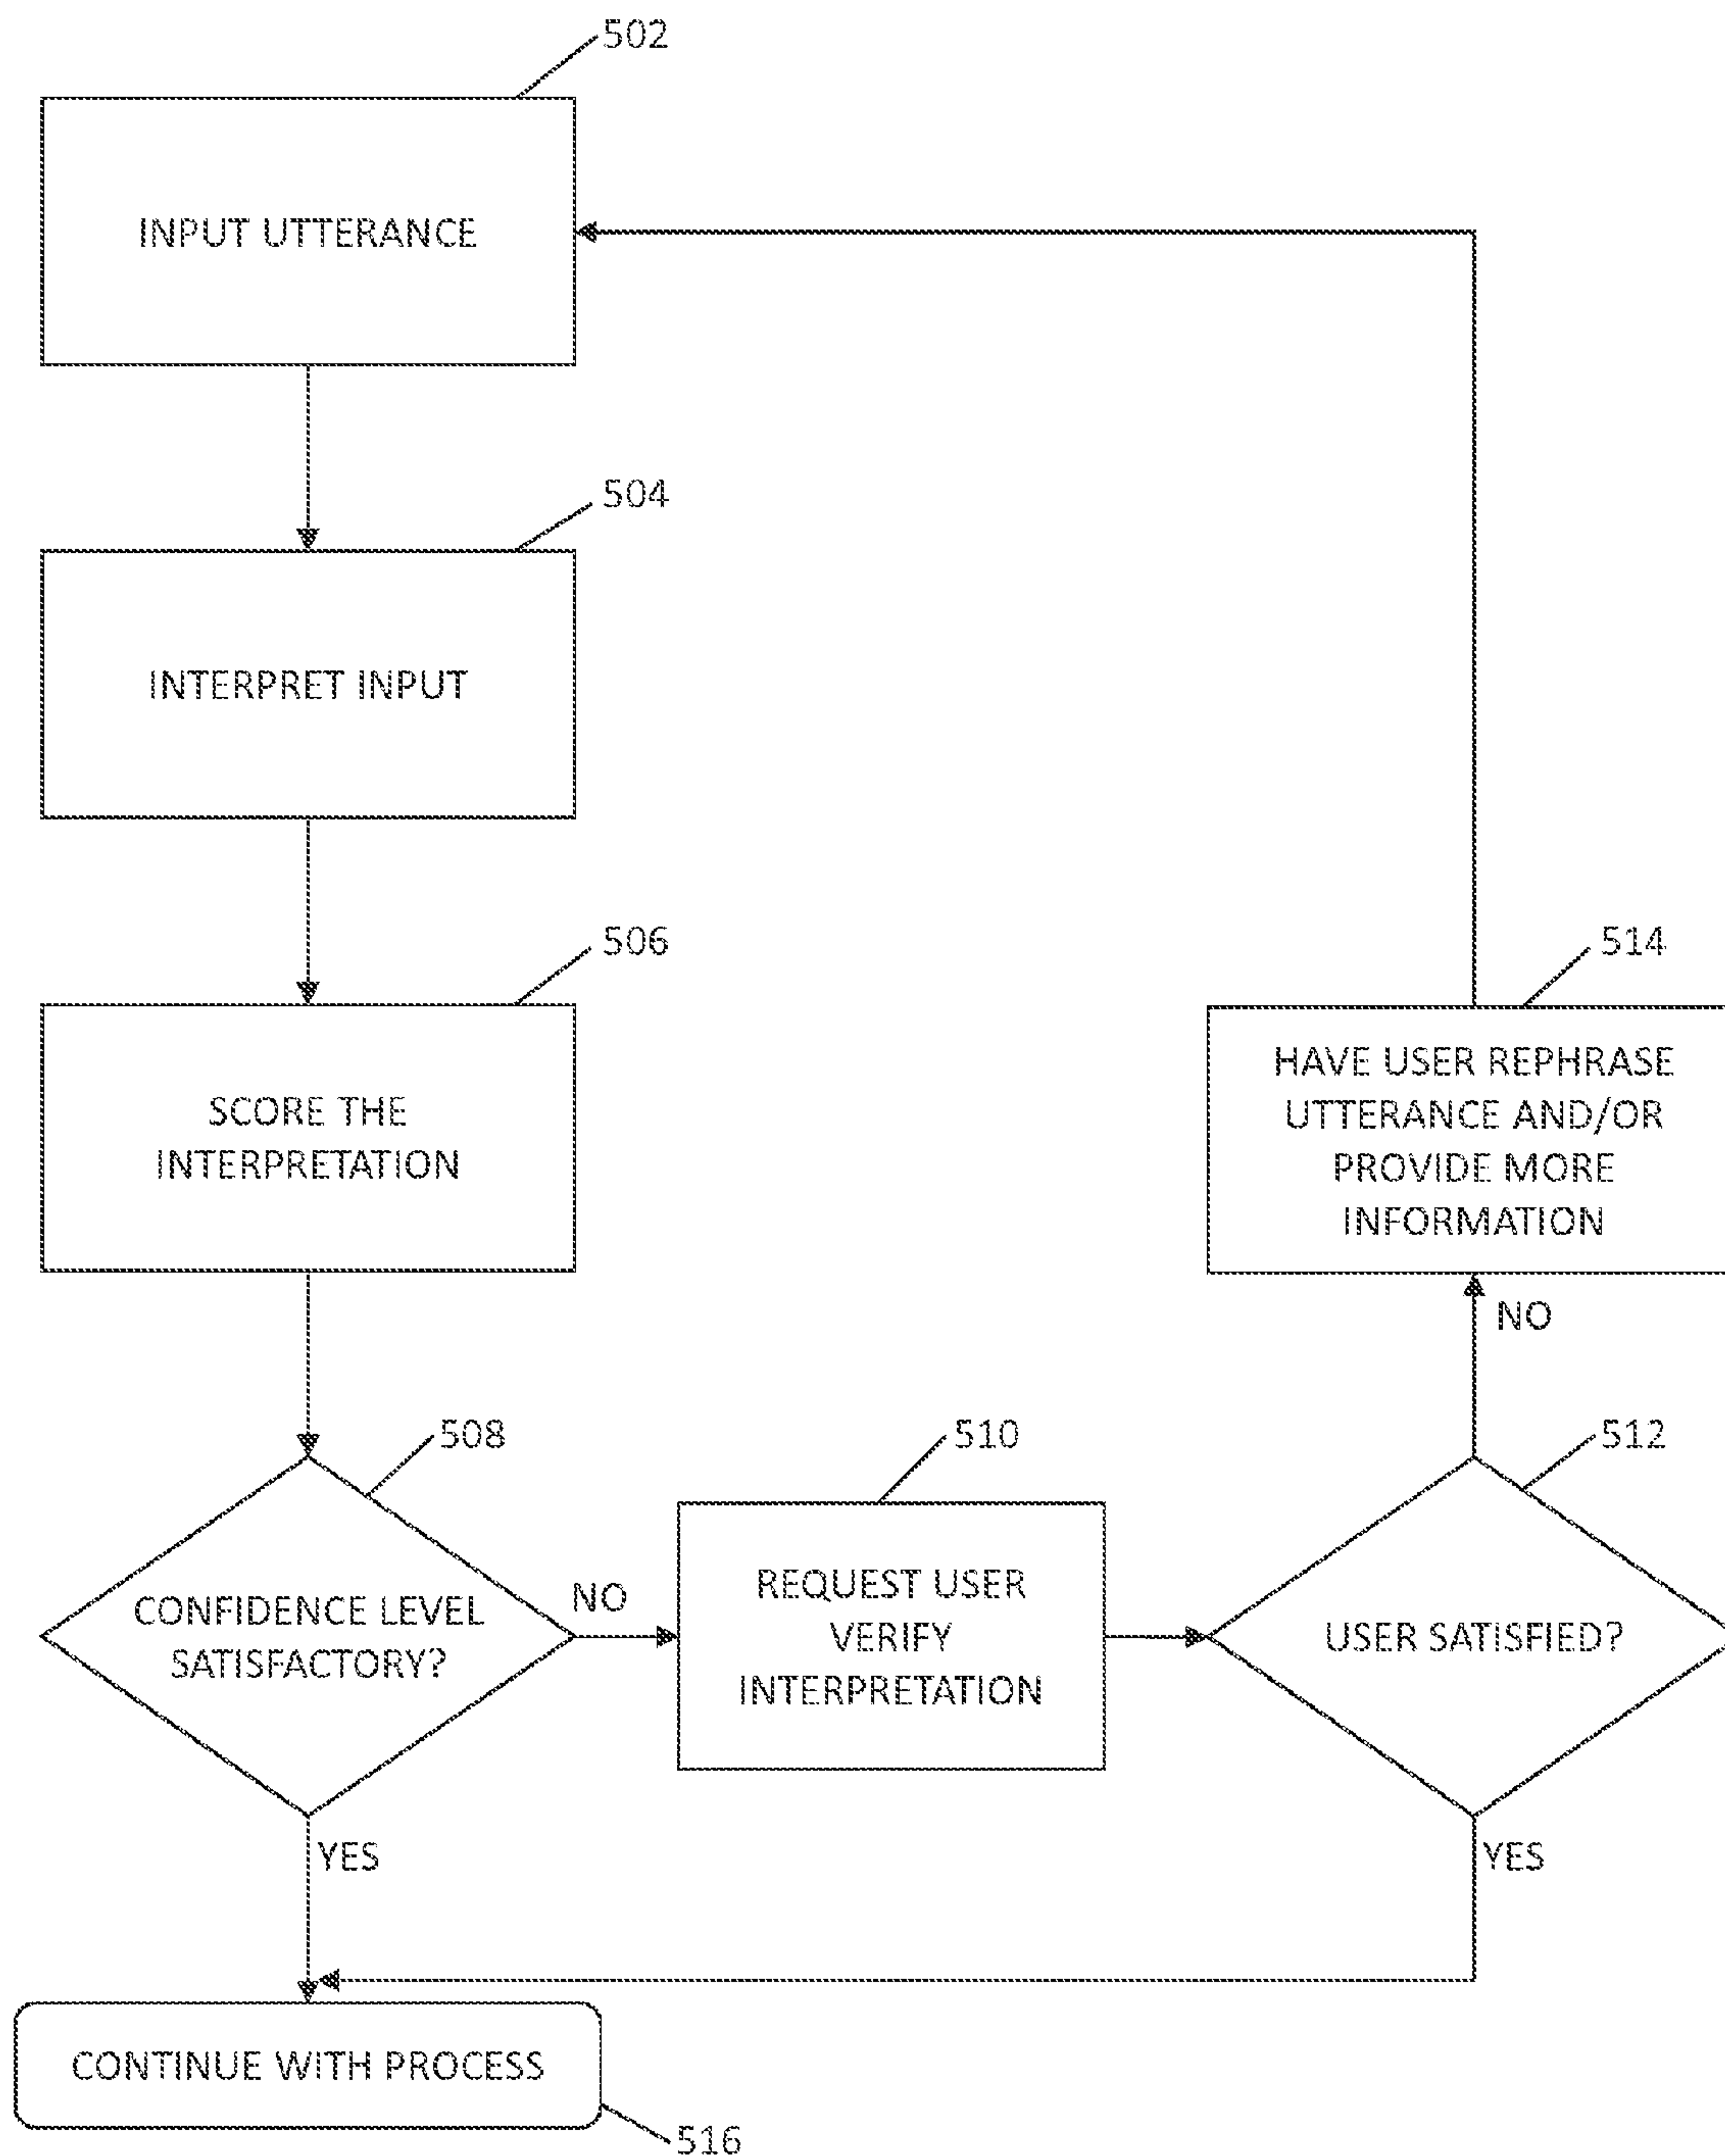 502
INPUT UTTERANCE
504
INTERPRET INPUT
506
SCORE THE
INTERPRETATION
514
HAVE USER REPHRASE
UTTERANCE AND/OR
PROVIDE MORE
INFORMATION
NO
508
CONFIDENCE LEVEL
SATISFACTORY?
NO
510
REQUEST USER
VERIFY
INTERPRETATION
512
USER SATISFIED?
YES
YES
CONTINUE WITH PROCESS
516